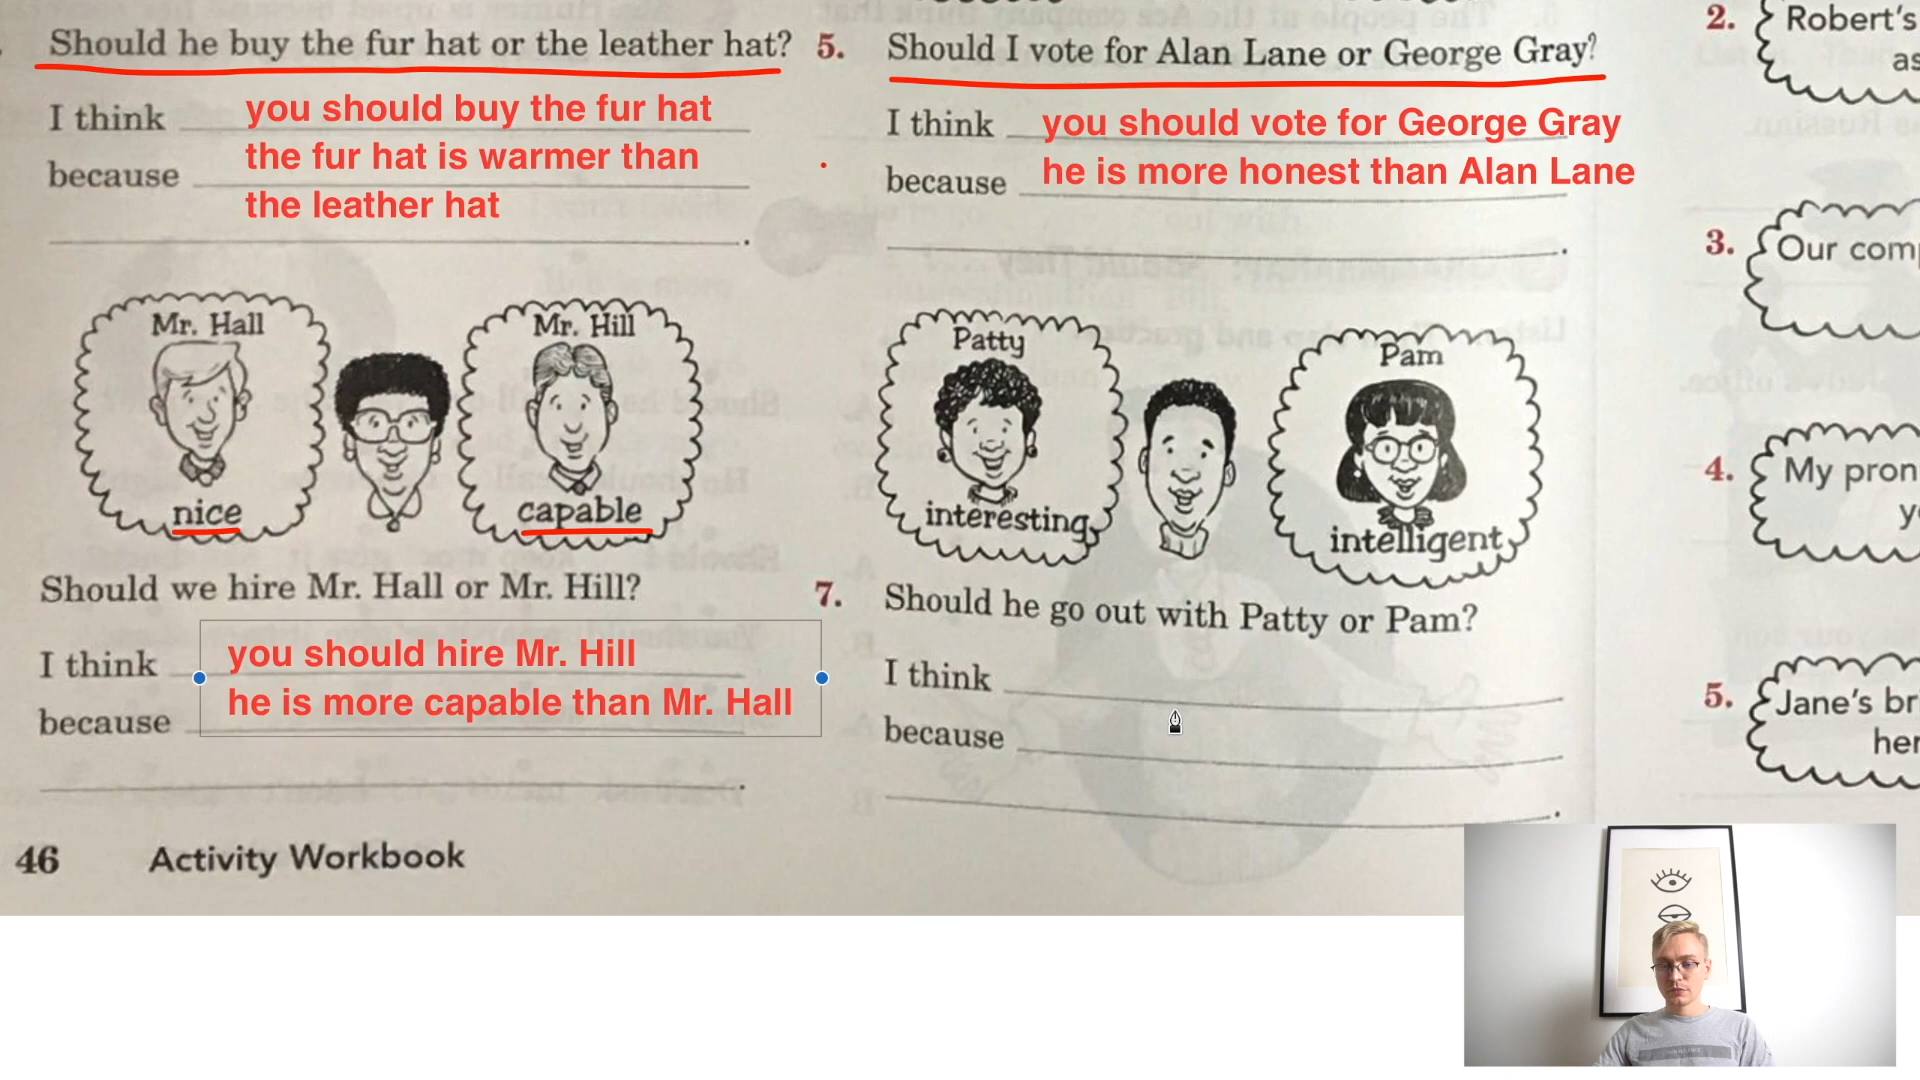 Should he buy the fur hat or the leather hat?
I think you should buy the fur hat
because the fur hat is warmer than
the leather hat
.
5. Should I vote for Alan Lane or George Gray?
I think you should vote for George Gray
because he is more honest than Alan Lane
.
Mr. Hall
nice
Mr. Hill
capable
Should we hire Mr. Hall or Mr. Hill?
I think you should hire Mr. Hill
because he is more capable than Mr. Hall
.
Patty
interesting
Pam
intelligent
7. Should he go out with Patty or Pam?
I think
because
.
46 Activity Workbook
2. Robert's
as
3. Our com
4. My pron
y
5. Jane's br
her